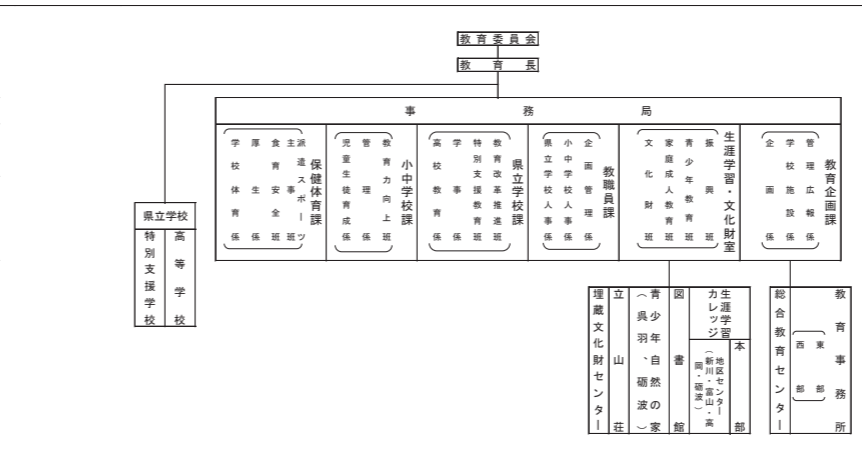 教育委員会
教育長
事務局
教育企画課
管理広報係
学校施設係
企画係
生涯学習・文化財室
振興班
青少年教育班
家庭成人教育班
文化財班
教職員課
企画管理係
小中学校人事係
県立学校人事係
県立学校課
教育改革推進班
特別支援教育班
学事係
高校教育係
小中学校課
教育力向上班
管理係
児童生徒育成係
保健体育課
派遣スポーツ
主事班
食育安全班
厚生係
学校体育係
県立学校
高等学校
特別支援学校
教育事務所
東部
西部
総合教育センター
生涯学習
カレッジ
本部
地区センター
(新川・富山・高
岡・砺波)
図書館
青少年自然の家
(呉羽、砺波)
立山荘
埋蔵文化財センター